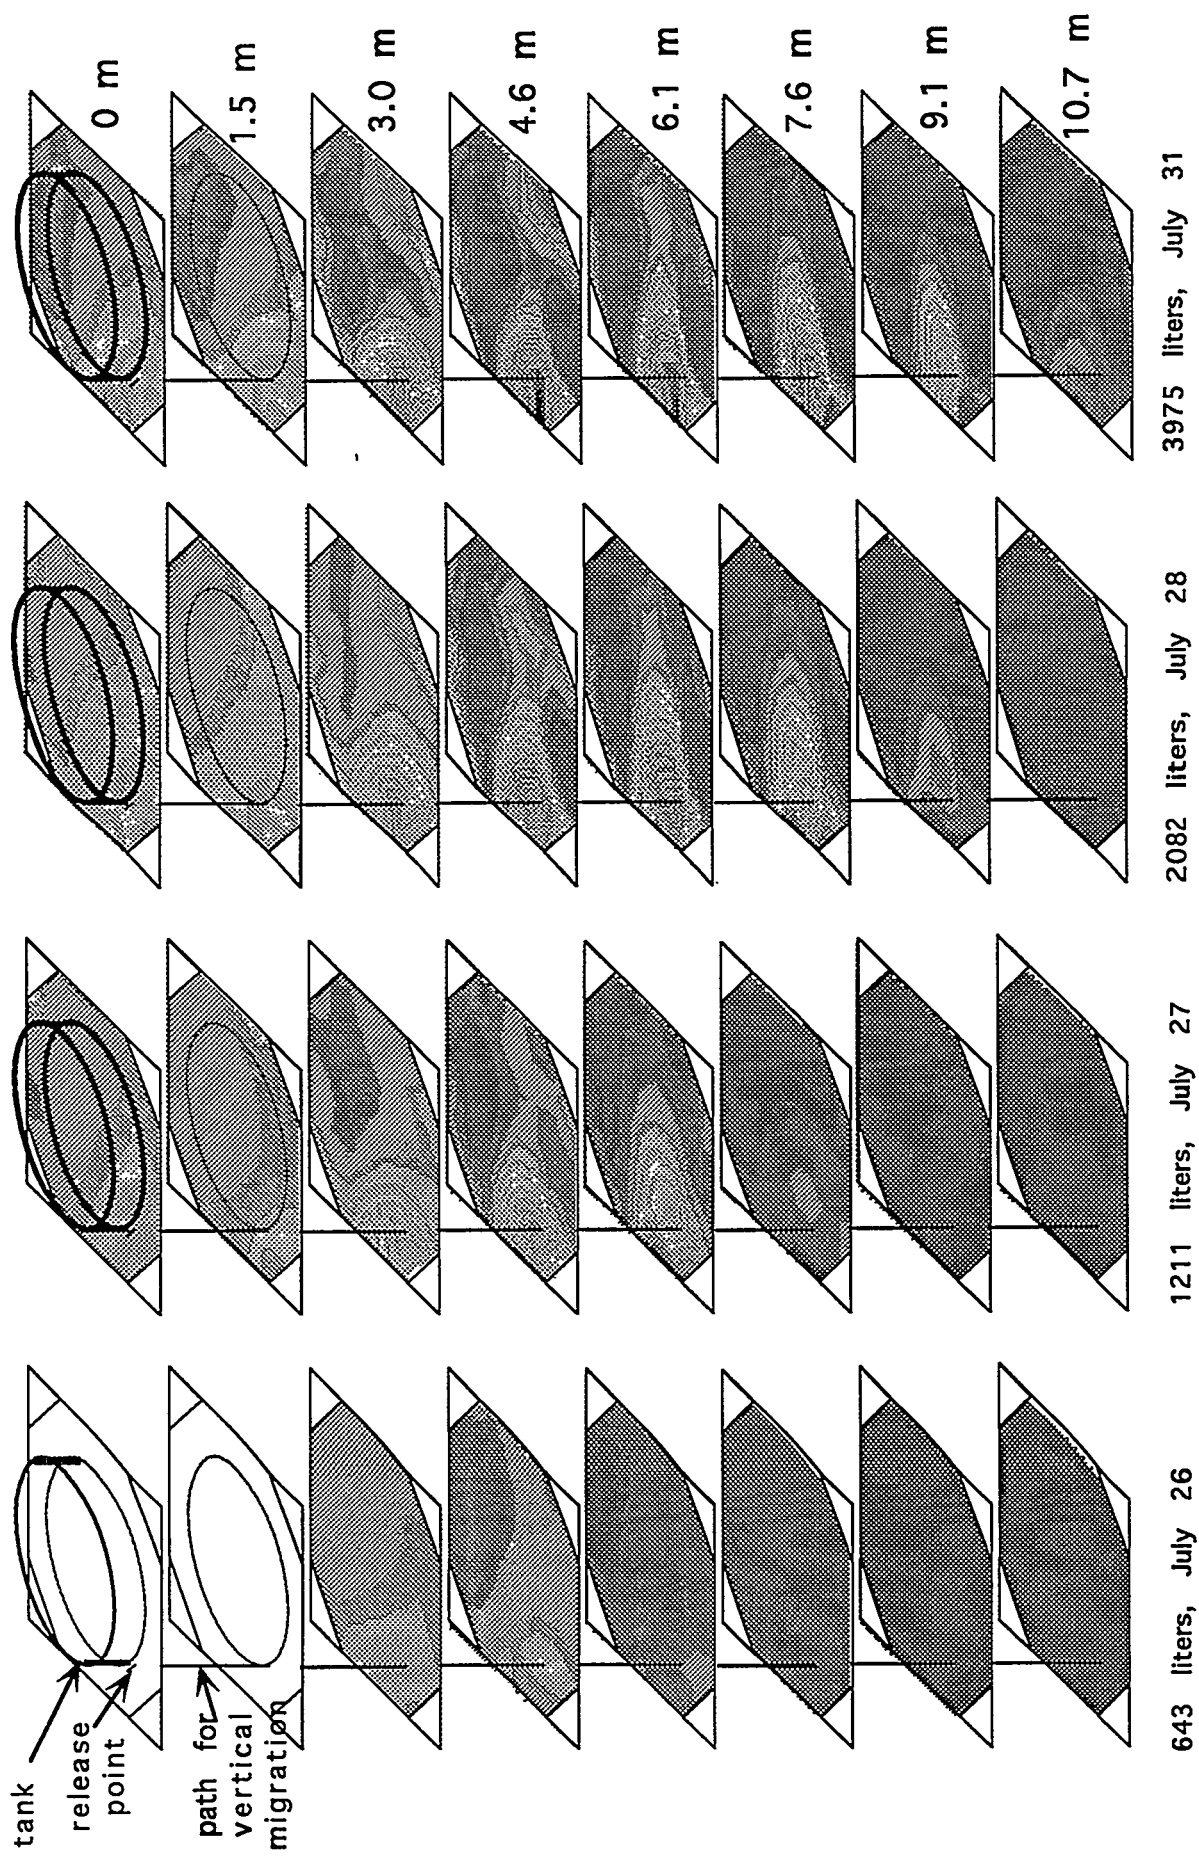 tank
release
point
path for
vertical
migration
0 m
1.5 m
3.0 m
4.6 m
6.1 m
7.6 m
9.1 m
10.7 m
643 liters, July 26
1211 liters, July 27
2082 liters, July 28
3975 liters, July 31